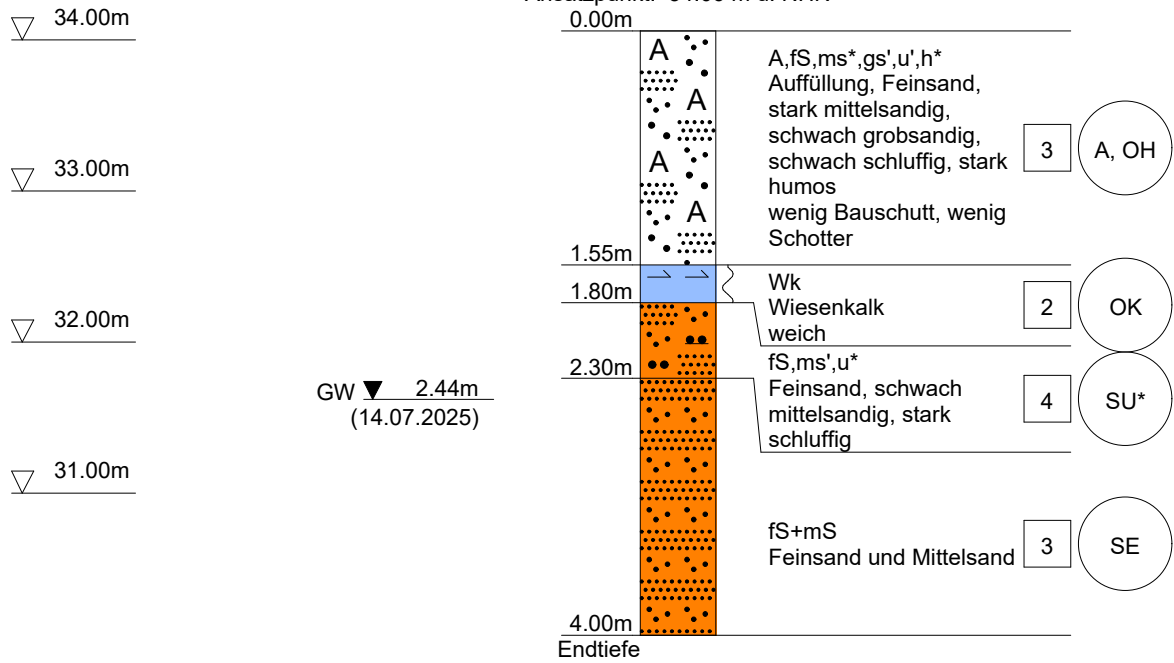 34.00m
33.00m
32.00m
31.00m
GW 2.44m
(14.07.2025)
0.00m
1.55m
1.80m
2.30m
4.00m
Endtiefe
A
A
A
A
A,fS,ms*,gs',u',h*
Auffüllung, Feinsand,
stark mittelsandig,
schwach grobsandig,
schwach schluffig, stark
humos
wenig Bauschutt, wenig
Schotter
3
A, OH
Wk
Wiesenkalk
weich
2
OK
fS,ms',u*
Feinsand, schwach
mittelsandig, stark
schluffig
4
SU*
fS+mS
Feinsand und Mittelsand
3
SE